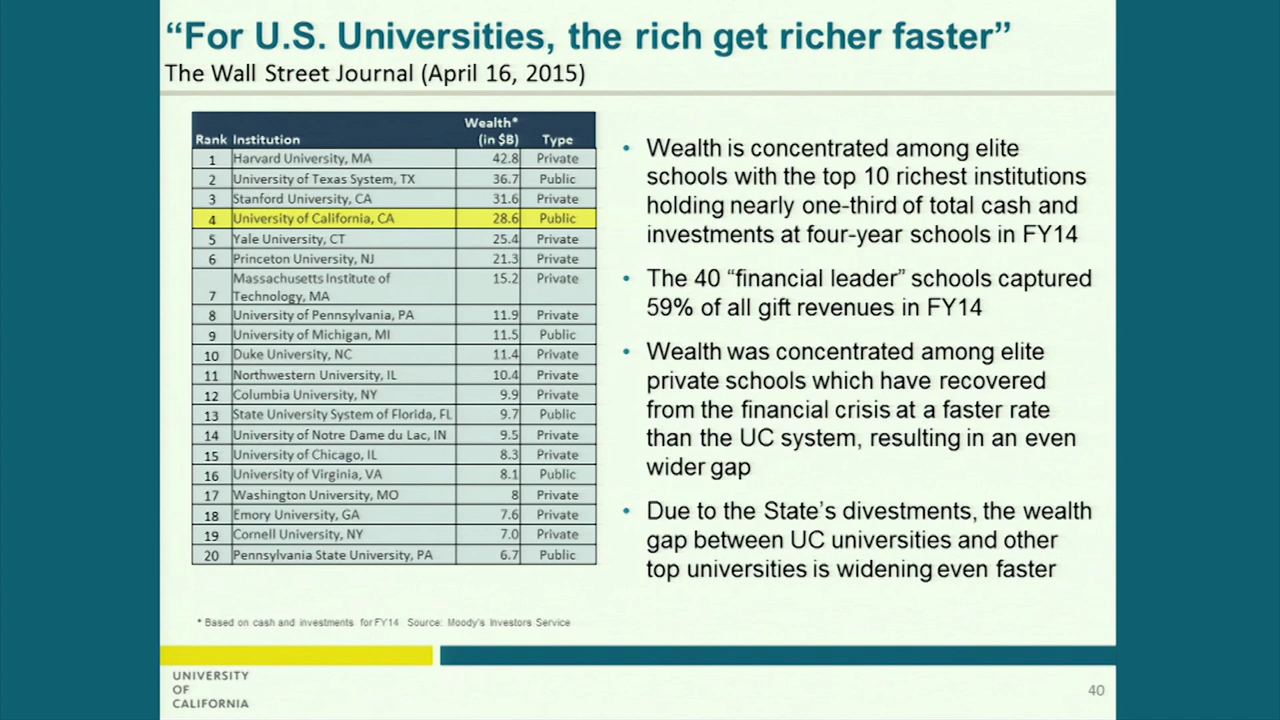 “For U.S. Universities, the rich get richer faster”
The Wall Street Journal (April 16, 2015)
Rank Institution Wealth* (in $B) Type
1 Harvard University, MA 42.8 Private
2 University of Texas System, TX 36.7 Public
3 Stanford University, CA 31.6 Private
4 University of California, CA 28.6 Public
5 Yale University, CT 25.4 Private
6 Princeton University, NJ 21.3 Private
7 Massachusetts Institute of Technology, MA 15.2 Private
8 University of Pennsylvania, PA 11.9 Private
9 University of Michigan, MI 11.5 Public
10 Duke University, NC 11.4 Private
11 Northwestern University, IL 10.4 Private
12 Columbia University, NY 9.9 Private
13 State University System of Florida, FL 9.7 Public
14 University of Notre Dame du Lac, IN 9.5 Private
15 University of Chicago, IL 8.3 Private
16 University of Virginia, VA 8.1 Public
17 Washington University, MO 8 Private
18 Emory University, GA 7.6 Private
19 Cornell University, NY 7.0 Private
20 Pennsylvania State University, PA 6.7 Public
* Based on cash and investments for FY14 Source: Moody's Investors Service
• Wealth is concentrated among elite
schools with the top 10 richest institutions
holding nearly one-third of total cash and
investments at four-year schools in FY14
• The 40 “financial leader” schools captured
59% of all gift revenues in FY14
• Wealth was concentrated among elite
private schools which have recovered
from the financial crisis at a faster rate
than the UC system, resulting in an even
wider gap
• Due to the State’s divestments, the wealth
gap between UC universities and other
top universities is widening even faster
UNIVERSITY
OF
CALIFORNIA
40